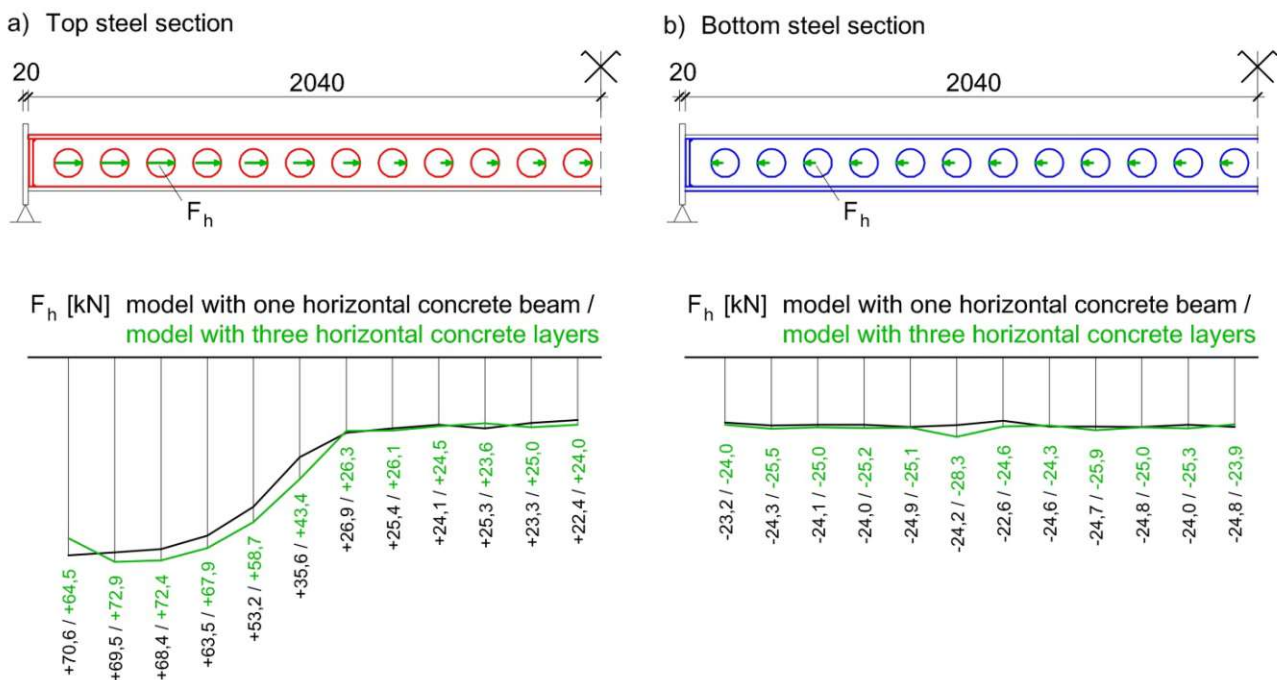 a) Top steel section
20
2040
F_h
F_h [kN] model with one horizontal concrete beam /
model with three horizontal concrete layers
+70,6 / +64,5
+69,5 / +72,9
+68,4 / +72,4
+63,5 / +67,9
+53,2 / +58,7
+35,6 / +43,4
+26,9 / +26,3
+25,4 / +26,1
+24,1 / +24,5
+25,3 / +23,6
+23,3 / +25,0
+22,4 / +24,0
b) Bottom steel section
20
2040
F_h
F_h [kN] model with one horizontal concrete beam /
model with three horizontal concrete layers
-23,2 / -24,0
-24,3 / -25,5
-24,1 / -25,0
-24,0 / -25,2
-24,9 / -25,1
-24,2 / -28,3
-22,6 / -24,6
-24,6 / -24,3
-24,7 / -25,9
-24,8 / -25,0
-24,0 / -25,3
-24,8 / -23,9